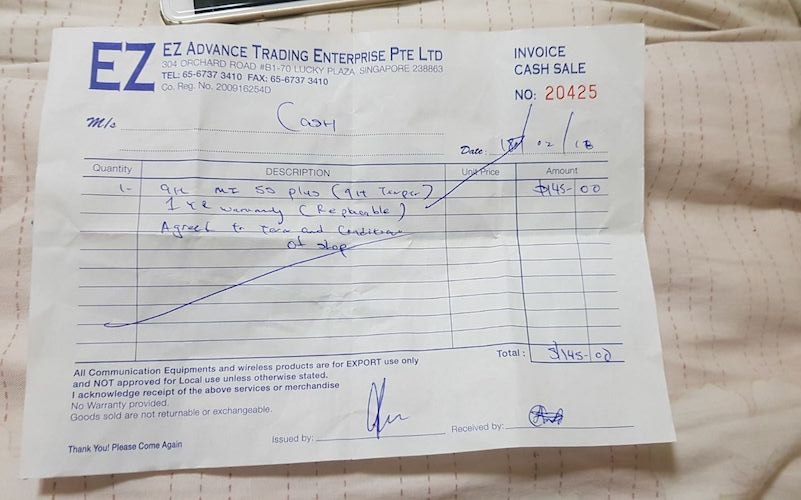 EZ
EZ ADVANCE TRADING ENTERPRISE PTE LTD
304 ORCHARD ROAD #B1-70 LUCKY PLAZA SINGAPORE 238863
TEL: 65-6737 3410 FAX: 65-6737 3410
Co. Reg. No. 200916254D
INVOICE
CASH SALE
NO: 20425
M/s Cash
Date: 18/02/18
Quantity DESCRIPTION Unit Price Amount
1- MI 5S plus (9H Temper) $145-00
1 YR warranty (Replceable)
Agreed to term and Condition
of shop
Total: $145-00
All Communication Equipments and wireless products are for EXPORT use only
and NOT approved for Local use unless otherwise stated.
I acknowledge receipt of the above services or merchandise
No Warranty provided.
Goods sold are not returnable or exchangeable.
Issued by: Received by:
Thank You! Please Come Again